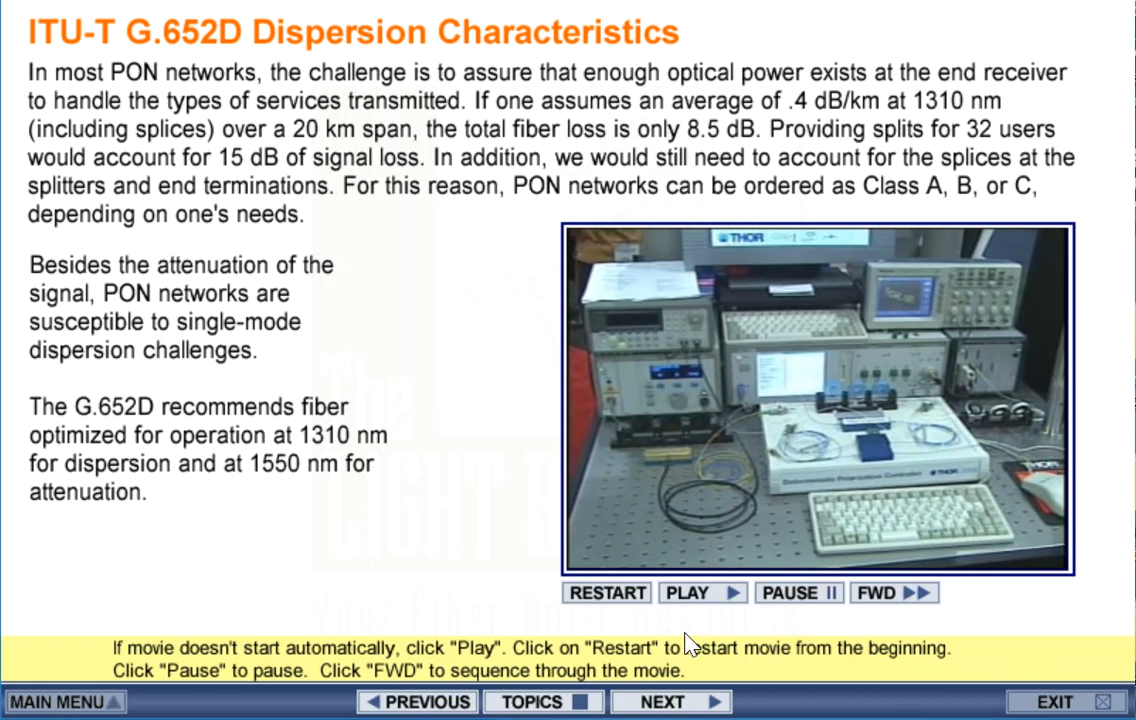 ITU-T G.652D Dispersion Characteristics
In most PON networks, the challenge is to assure that enough optical power exists at the end receiver
to handle the types of services transmitted. If one assumes an average of .4 dB/km at 1310 nm
(including splices) over a 20 km span, the total fiber loss is only 8.5 dB. Providing splits for 32 users
would account for 15 dB of signal loss. In addition, we would still need to account for the splices at the
splitters and end terminations. For this reason, PON networks can be ordered as Class A, B, or C,
depending on one's needs.
Besides the attenuation of the
signal, PON networks are
susceptible to single-mode
dispersion challenges.
The G.652D recommends fiber
optimized for operation at 1310 nm
for dispersion and at 1550 nm for
attenuation.
THOR
Deterministic Polarization Controller THOR
THOR
RESTART PLAY PAUSE FWD
If movie doesn't start automatically, click "Play". Click on "Restart" to restart movie from the beginning.
Click "Pause" to pause. Click "FWD" to sequence through the movie.
MAIN MENU PREVIOUS TOPICS NEXT EXIT